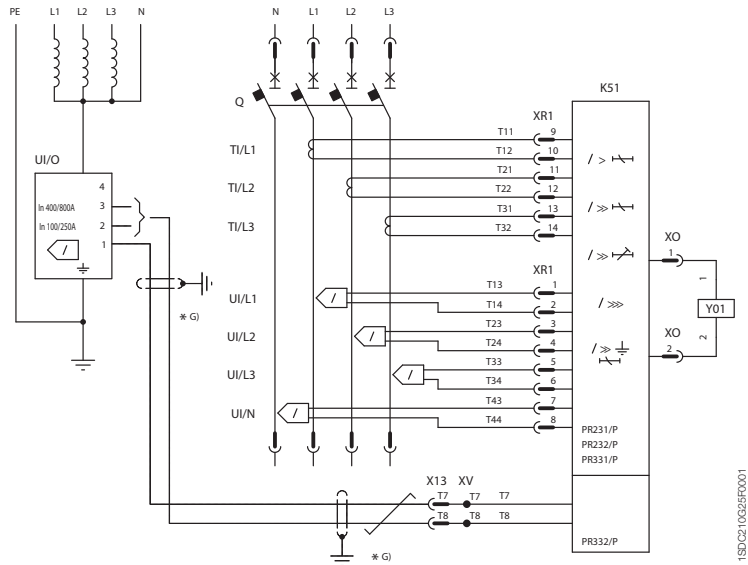 PE L1 L2 L3 N
N L1 L2 L3
Q
K51
XR1
T11 9
T12 10
T21 11
T22 12
T31 13
T32 14
TI/L1
TI/L2
TI/L3
UI/O
4
In 400/800A 3
In 100/250A 2
1
/
/ >
/ >>
/ >>
/ >>>
/ >>
XO
1
1
Y01
2
XO
2
* G)
XR1
T13 1
T14 2
T23 3
T24 4
T33 5
T34 6
T43 7
T44 8
UI/L1 /
UI/L2 /
UI/L3 /
UI/N /
PR231/P
PR232/P
PR331/P
X13 XV
T7 T7 T7
T8 T8 T8
PR332/P
* G)
1SDC210G25F0001